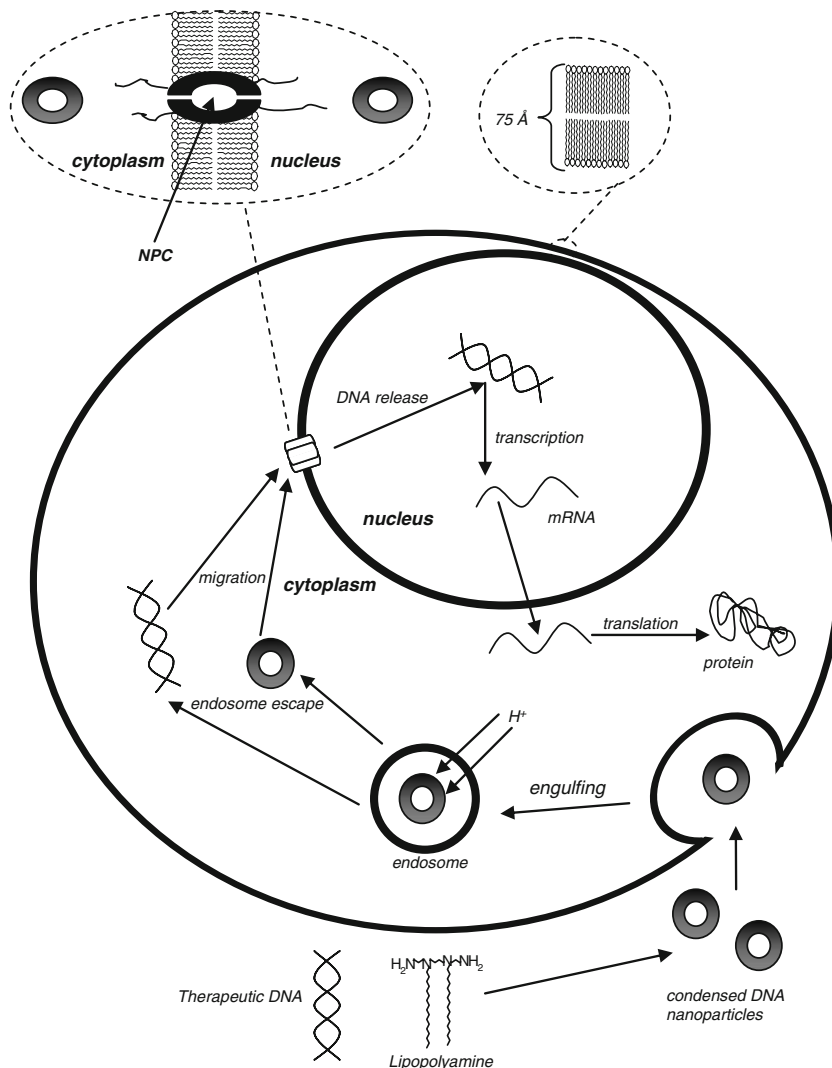 75 Å
cytoplasm
nucleus
NPC
DNA release
transcription
nucleus
mRNA
migration
cytoplasm
translation
protein
endosome escape
H+
engulfing
endosome
H₂N N N NH₂
Therapeutic DNA
condensed DNA
nanoparticles
Lipopolyamine